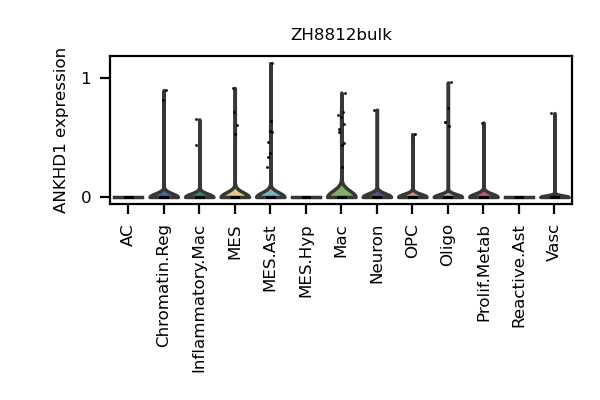 ZH8812bulk
ANKHD1 expression
1
0
AC
Chromatin.Reg
Inflammatory.Mac
MES
MES.Ast
MES.Hyp
Mac
Neuron
OPC
Oligo
Prolif.Metab
Reactive.Ast
Vasc